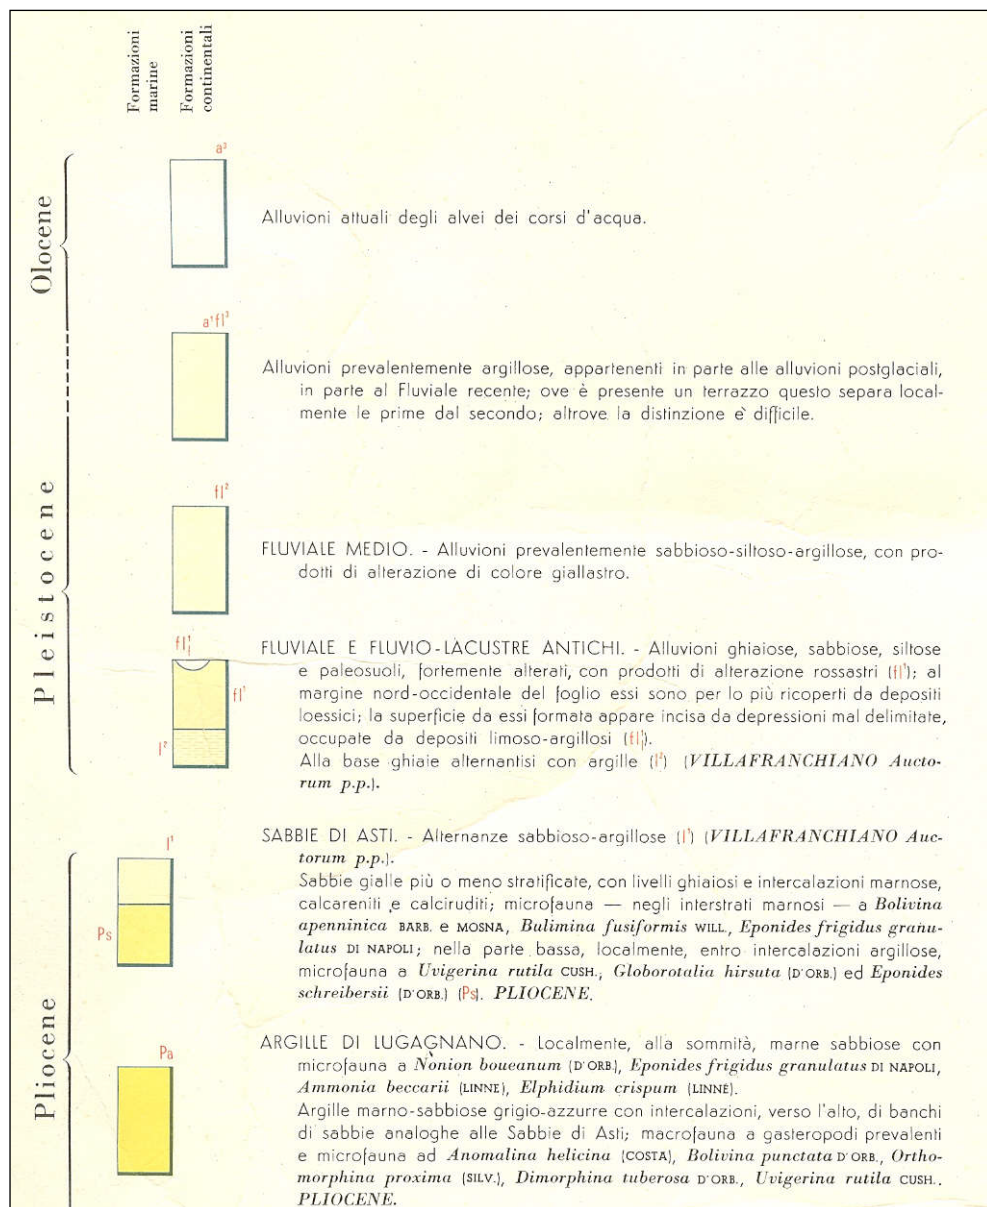 Formazioni
marine
Formazioni
continentali
Olocene
Pleistocene
Pliocene
a²
Alluvioni attuali degli alvei dei corsi d'acqua.
a¹fl³
Alluvioni prevalentemente argillose, appartenenti in parte alle alluvioni postglaciali,
in parte al Fluviale recente; ove è presente un terrazzo questo separa local-
mente le prime dal secondo; altrove la distinzione è difficile.
fl²
FLUVIALE MEDIO. - Alluvioni prevalentemente sabbioso-siltoso-argillose, con pro-
dotti di alterazione di colore giallastro.
fl¹₁
fl¹
l²
FLUVIALE E FLUVIO-LACUSTRE ANTICHI. - Alluvioni ghiaiose, sabbiose, siltose
e paleosuoli, fortemente alterati, con prodotti di alterazione rossastri (fl¹); al
margine nord-occidentale del foglio essi sono per lo più ricoperti da depositi
loessici; la superficie da essi formata appare incisa da depressioni mal delimitate,
occupate da depositi limoso-argillosi (fl¹₁).
Alla base ghiaie alternantisi con argille (l²) (VILLAFRANCHIANO Aucto-
rum p.p.).
l¹
Ps
SABBIE DI ASTI. - Alternanze sabbioso-argillose (l¹) (VILLAFRANCHIANO Auc-
torum p.p.).
Sabbie gialle più o meno stratificate, con livelli ghiaiosi e intercalazioni marnose,
calcareniti e calciruditi; microfauna — negli interstrati marnosi — a Bolivina
apenninica BARB. e MOSNA, Bulimina fusiformis WILL., Eponides frigidus granu-
latus DI NAPOLI; nella parte bassa, localmente, entro intercalazioni argillose,
microfauna a Uvigerina rutila CUSH., Globorotalia hirsuta (D'ORB.) ed Eponides
schreibersii (D'ORB.) (Ps). PLIOCENE.
Pa
ARGILLE DI LUGAGNANO. - Localmente, alla sommità, marne sabbiose con
microfauna a Nonion boueanum (D'ORB.), Eponides frigidus granulatus DI NAPOLI,
Ammonia beccarii (LINNE), Elphidium crispum (LINNÉ).
Argille marno-sabbiose grigio-azzurre con intercalazioni, verso l'alto, di banchi
di sabbie analoghe alle Sabbie di Asti; macrofauna a gasteropodi prevalenti
e microfauna ad Anomalina helicina (COSTA), Bolivina punctata D'ORB., Ortho-
morphina proxima (SILV.), Dimorphina tuberosa D'ORB., Uvigerina rutila CUSH..
PLIOCENE.